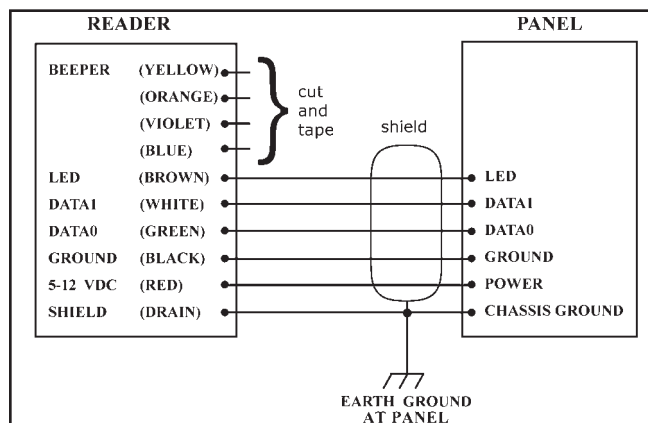 READER
PANEL
BEEPER (YELLOW)
(ORANGE)
(VIOLET)
(BLUE)
cut
and
tape
shield
LED (BROWN) LED
DATA1 (WHITE) DATA1
DATA0 (GREEN) DATA0
GROUND (BLACK) GROUND
5-12 VDC (RED) POWER
SHIELD (DRAIN) CHASSIS GROUND
EARTH GROUND
AT PANEL